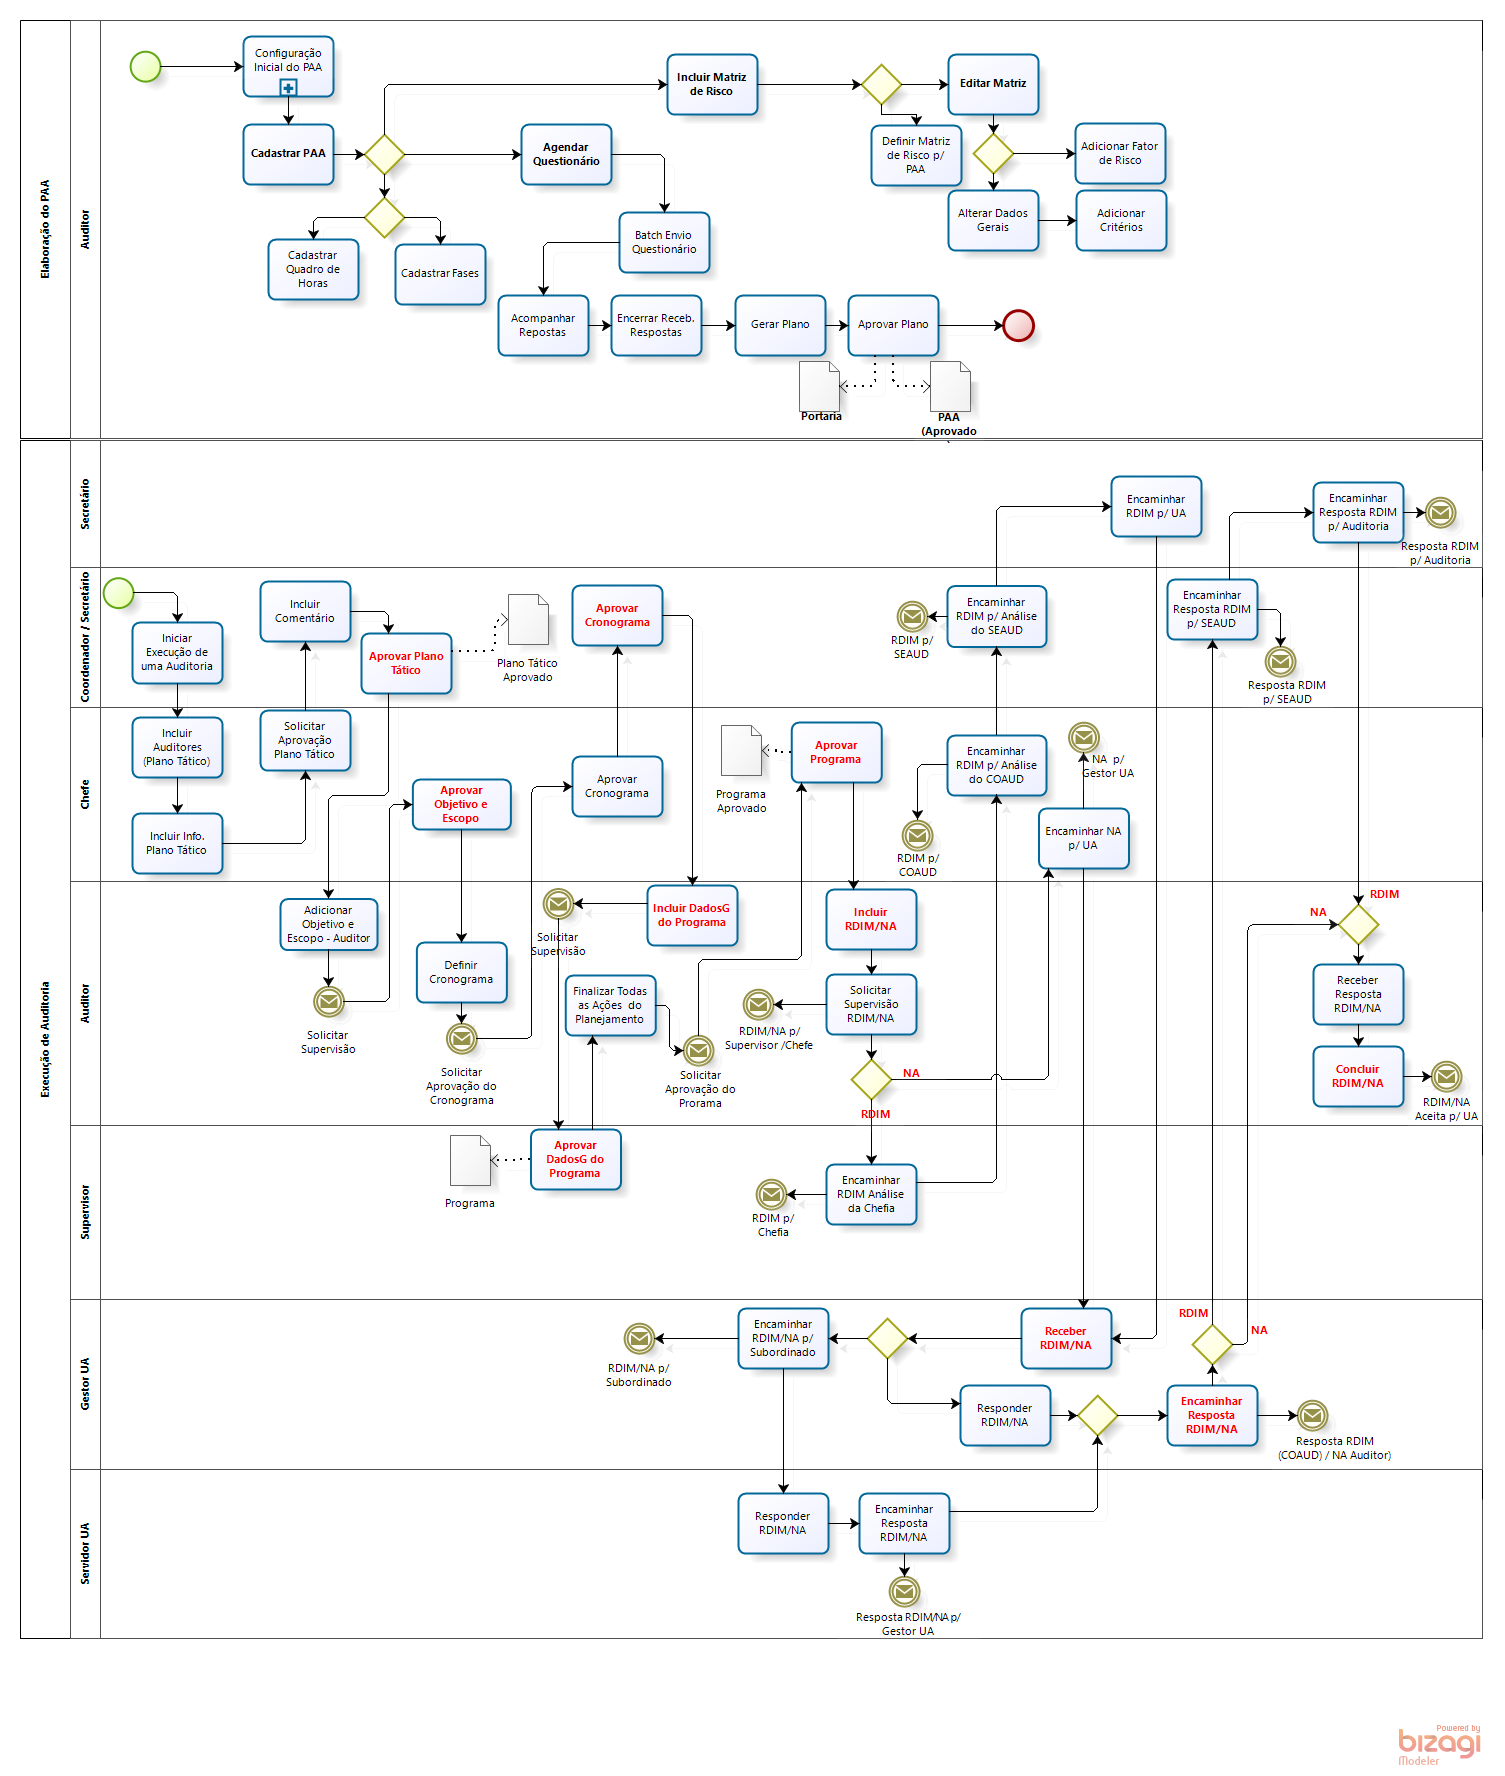 Elaboração do PAA
Auditor
Configuração
Inicial do PAA
Cadastrar PAA
Incluir Matriz
de Risco
Editar Matriz
Definir Matriz
de Risco p/
PAA
Adicionar Fator
de Risco
Alterar Dados
Gerais
Adicionar
Critérios
Agendar
Questionário
Batch Envio
Questionário
Cadastrar
Quadro de
Horas
Cadastrar Fases
Acompanhar
Repostas
Encerrar Receb.
Respostas
Gerar Plano
Aprovar Plano
Portaria
PAA
(Aprovado
Execução de Auditoria
Secretário
Encaminhar
RDIM p/ UA
Encaminhar
Resposta RDIM
p/ Auditoria
Resposta RDIM
p/ Auditoria
Coordenador / Secretário
Iniciar
Execução de
uma Auditoria
Incluir
Comentário
Aprovar Plano
Tático
Plano Tático
Aprovado
Aprovar
Cronograma
RDIM p/
SEAUD
Encaminhar
RDIM p/ Análise
do SEAUD
Encaminhar
Resposta RDIM
p/ SEAUD
Resposta RDIM
p/ SEAUD
Chefe
Incluir
Auditores
(Plano Tático)
Solicitar
Aprovação
Plano Tático
Incluir Info.
Plano Tático
Aprovar
Objetivo e
Escopo
Aprovar
Cronograma
Programa
Aprovado
Aprovar
Programa
Encaminhar
RDIM p/ Análise
do COAUD
RDIM p/
COAUD
NA  p/
Gestor UA
Encaminhar NA
p/ UA
Auditor
Adicionar
Objetivo e
Escopo - Auditor
Solicitar
Supervisão
Definir
Cronograma
Solicitar
Aprovação do
Cronograma
Solicitar
Supervisão
Incluir DadosG
do Programa
Finalizar Todas
as Ações  do
Planejamento
Solicitar
Aprovação do
Prorama
Incluir
RDIM/NA
Solicitar
Supervisão
RDIM/NA
RDIM/NA p/
Supervisor /Chefe
NA
RDIM
NA
RDIM
Receber
Resposta
RDIM/NA
Concluir
RDIM/NA
RDIM/NA
Aceita p/ UA
Supervisor
Programa
Aprovar
DadosG do
Programa
RDIM p/
Chefia
Encaminhar
RDIM Análise
da Chefia
Gestor UA
RDIM/NA p/
Subordinado
Encaminhar
RDIM/NA p/
Subordinado
Receber
RDIM/NA
Responder
RDIM/NA
RDIM
NA
Encaminhar
Resposta
RDIM/NA
Resposta RDIM
(COAUD) / NA Auditor)
Servidor UA
Responder
RDIM/NA
Encaminhar
Resposta
RDIM/NA
Resposta RDIM/NA p/
Gestor UA
Powered by
bizagi
Modeler